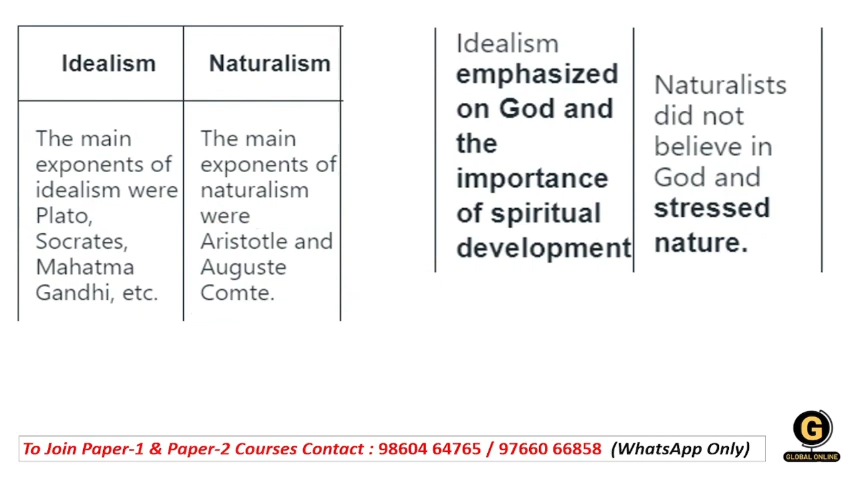 Idealism
Naturalism
The main
exponents of
idealism were
Plato,
Socrates,
Mahatma
Gandhi, etc.
The main
exponents of
naturalism
were
Aristotle and
Auguste
Comte.
Idealism
emphasized
on God and
the
importance
of spiritual
development
Naturalists
did not
believe in
God and
stressed
nature.
To Join Paper-1 & Paper-2 Courses Contact : 98604 64765 / 97660 66858 (WhatsApp Only)
G
GLOBAL ONLINE